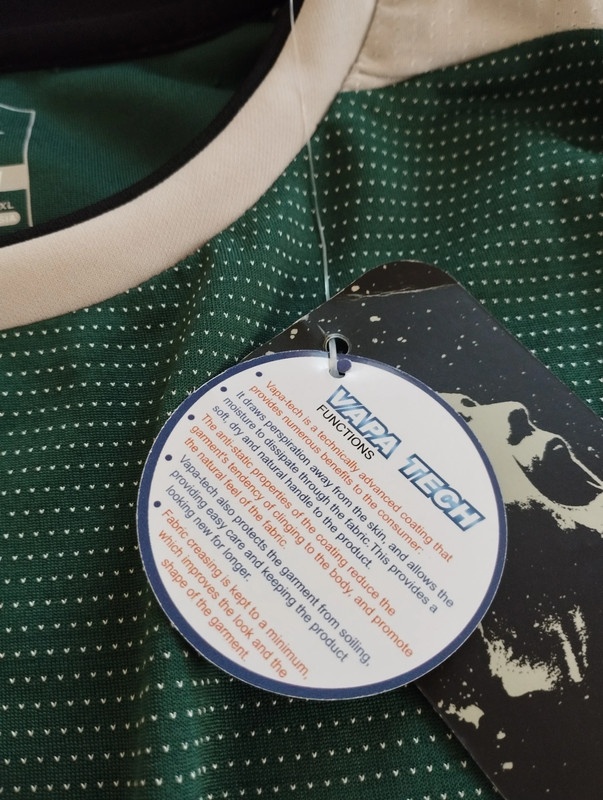 VAPA TECH
FUNCTIONS
Vapa-tech is a technically advanced coating that
provides numerous benefits to the consumer.
It draws perspiration away from the skin, and allows the
moisture to dissipate through the fabric. This provides a
soft, dry and natural handle to the product.
The anti-static properties of the coating reduce the
garment's tendency of clinging to the body, and promote
the natural feel of the fabric.
Vapa-tech also protects the garment from soiling,
providing easy care and keeping the product
looking new for longer.
Fabric creasing is kept to a minimum,
which improves the look and the
shape of the garment.